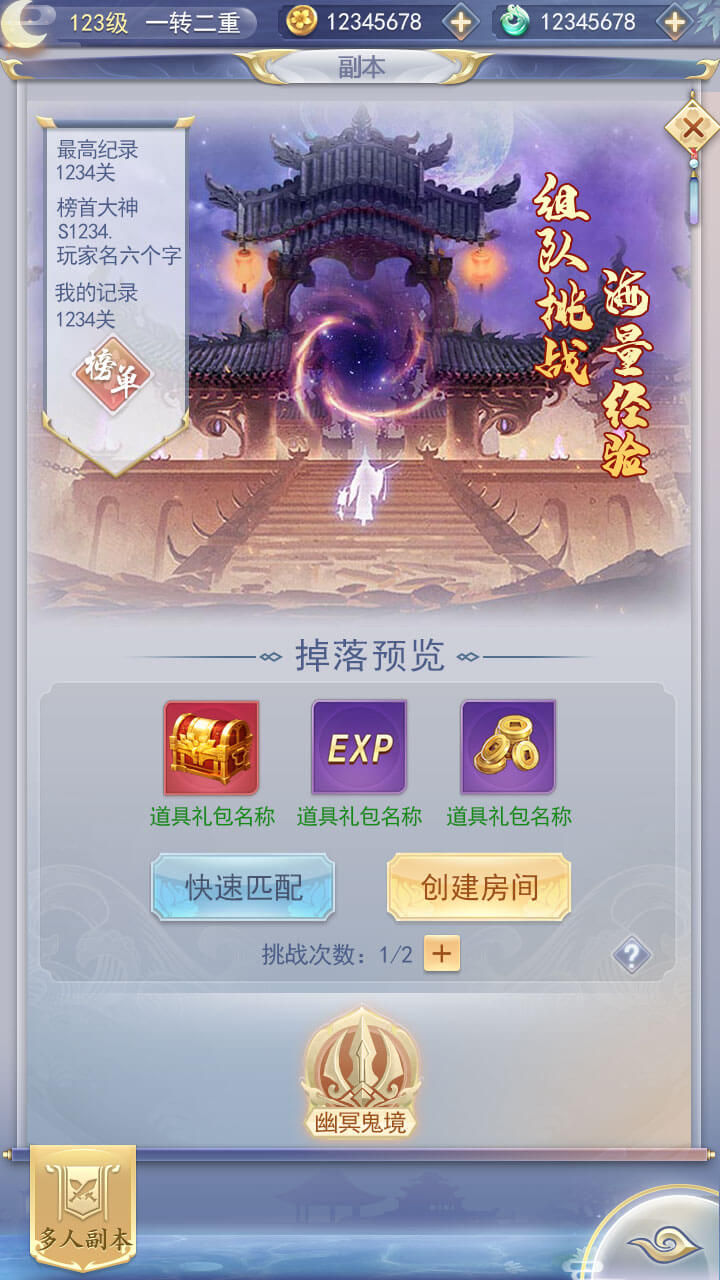 123级 一转二重
12345678
12345678
副本
最高纪录
1234关
榜首大神
S1234.
玩家名六个字
我的记录
1234关
榜单
组队挑战
海量经验
掉落预览
EXP
道具礼包名称
道具礼包名称
道具礼包名称
快速匹配
创建房间
挑战次数：1/2
?
幽冥鬼境
多人副本